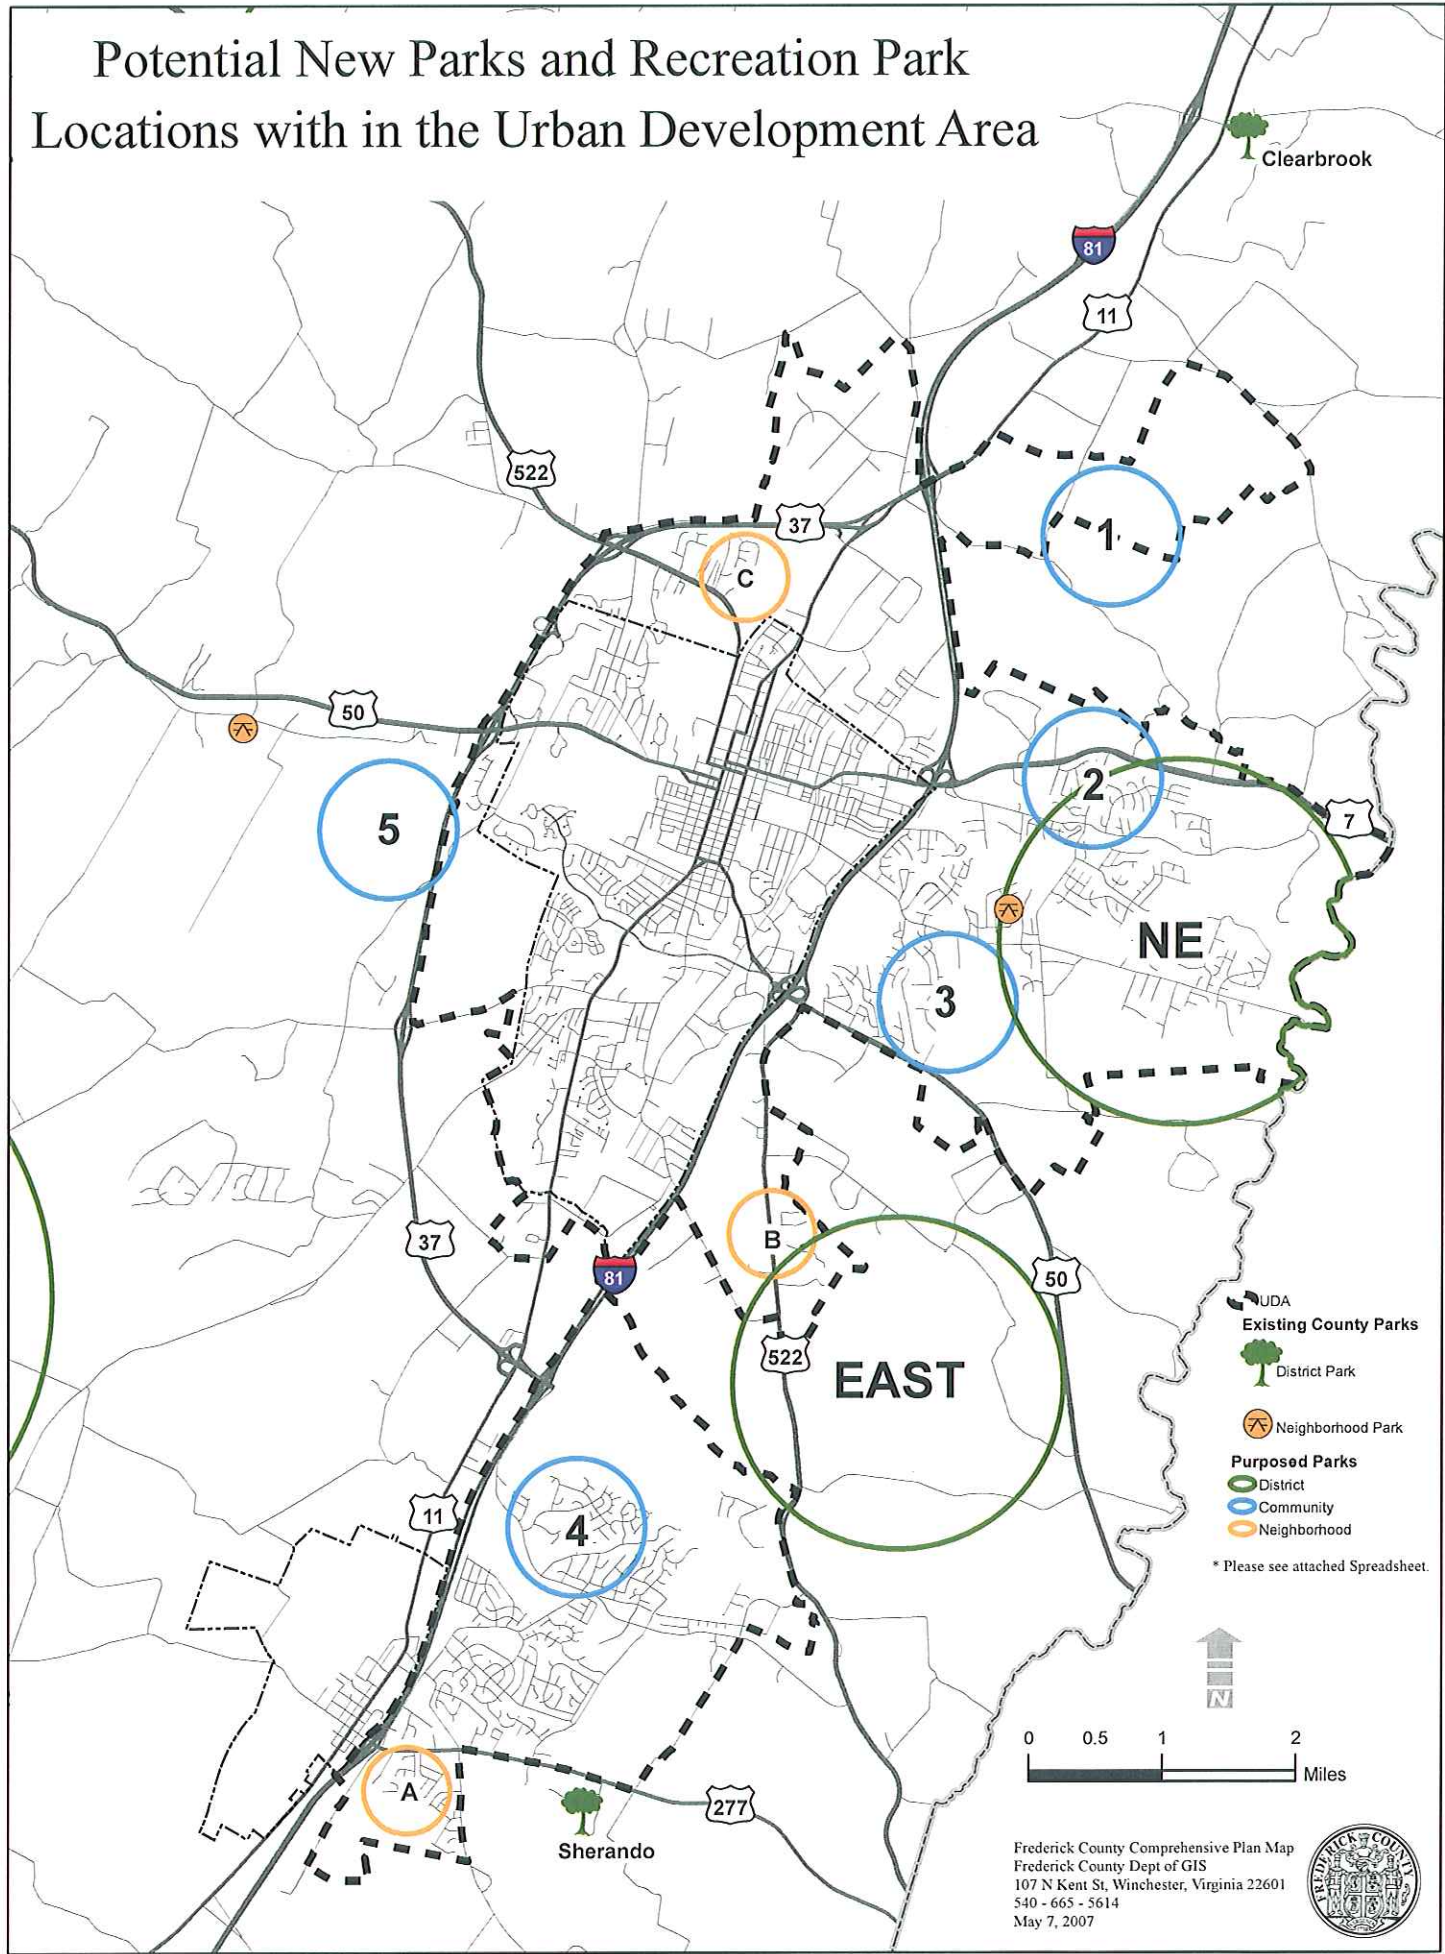 Potential New Parks and Recreation Park
Locations with in the Urban Development Area
Clearbrook
81
11
522
37
C
1
50
5
2
7
NE
3
37
81
B
522
50
EAST
UDA
Existing County Parks
District Park
Neighborhood Park
Purposed Parks
District
Community
Neighborhood
* Please see attached Spreadsheet.
11
4
N
0 0.5 1 2
Miles
A
277
Sherando
Frederick County Comprehensive Plan Map
Frederick County Dept of GIS
107 N Kent St, Winchester, Virginia 22601
540 - 665 - 5614
May 7, 2007
FREDERICK COUNTY